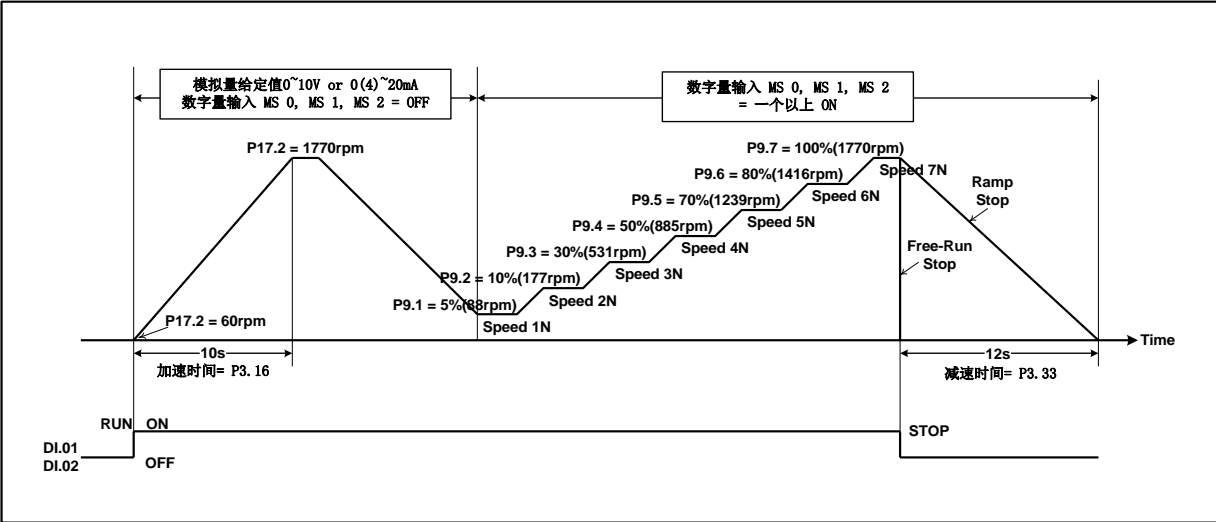 模拟量给定值0~10V or 0(4)~20mA
数字量输入 MS 0, MS 1, MS 2 = OFF
数字量输入 MS 0, MS 1, MS 2
= 一个以上 ON
P17.2 = 1770rpm
P9.7 = 100%(1770rpm)
Speed 7N
P9.6 = 80%(1416rpm)
Speed 6N
P9.5 = 70%(1239rpm)
Speed 5N
P9.4 = 50%(885rpm)
Speed 4N
P9.3 = 30%(531rpm)
Speed 3N
P9.2 = 10%(177rpm)
Speed 2N
P9.1 = 5%(88rpm)
Speed 1N
Ramp
Stop
Free-Run
Stop
P17.2 = 60rpm
Time
10s
加速时间= P3.16
12s
减速时间= P3.33
RUN
ON
STOP
DI.01
DI.02
OFF